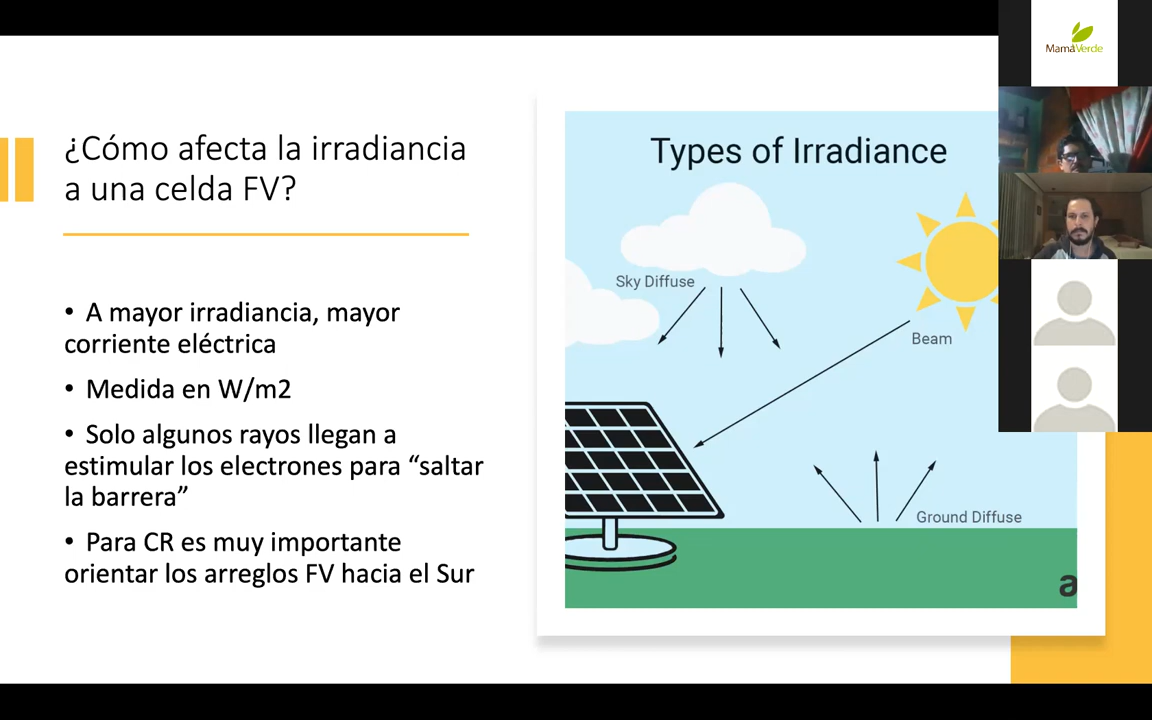 MamáVerde
¿Cómo afecta la irradiancia
a una celda FV?
• A mayor irradiancia, mayor
corriente eléctrica
• Medida en W/m2
• Solo algunos rayos llegan a
estimular los electrones para “saltar
la barrera”
• Para CR es muy importante
orientar los arreglos FV hacia el Sur
Types of Irradiance
Sky Diffuse
Beam
Ground Diffuse
a